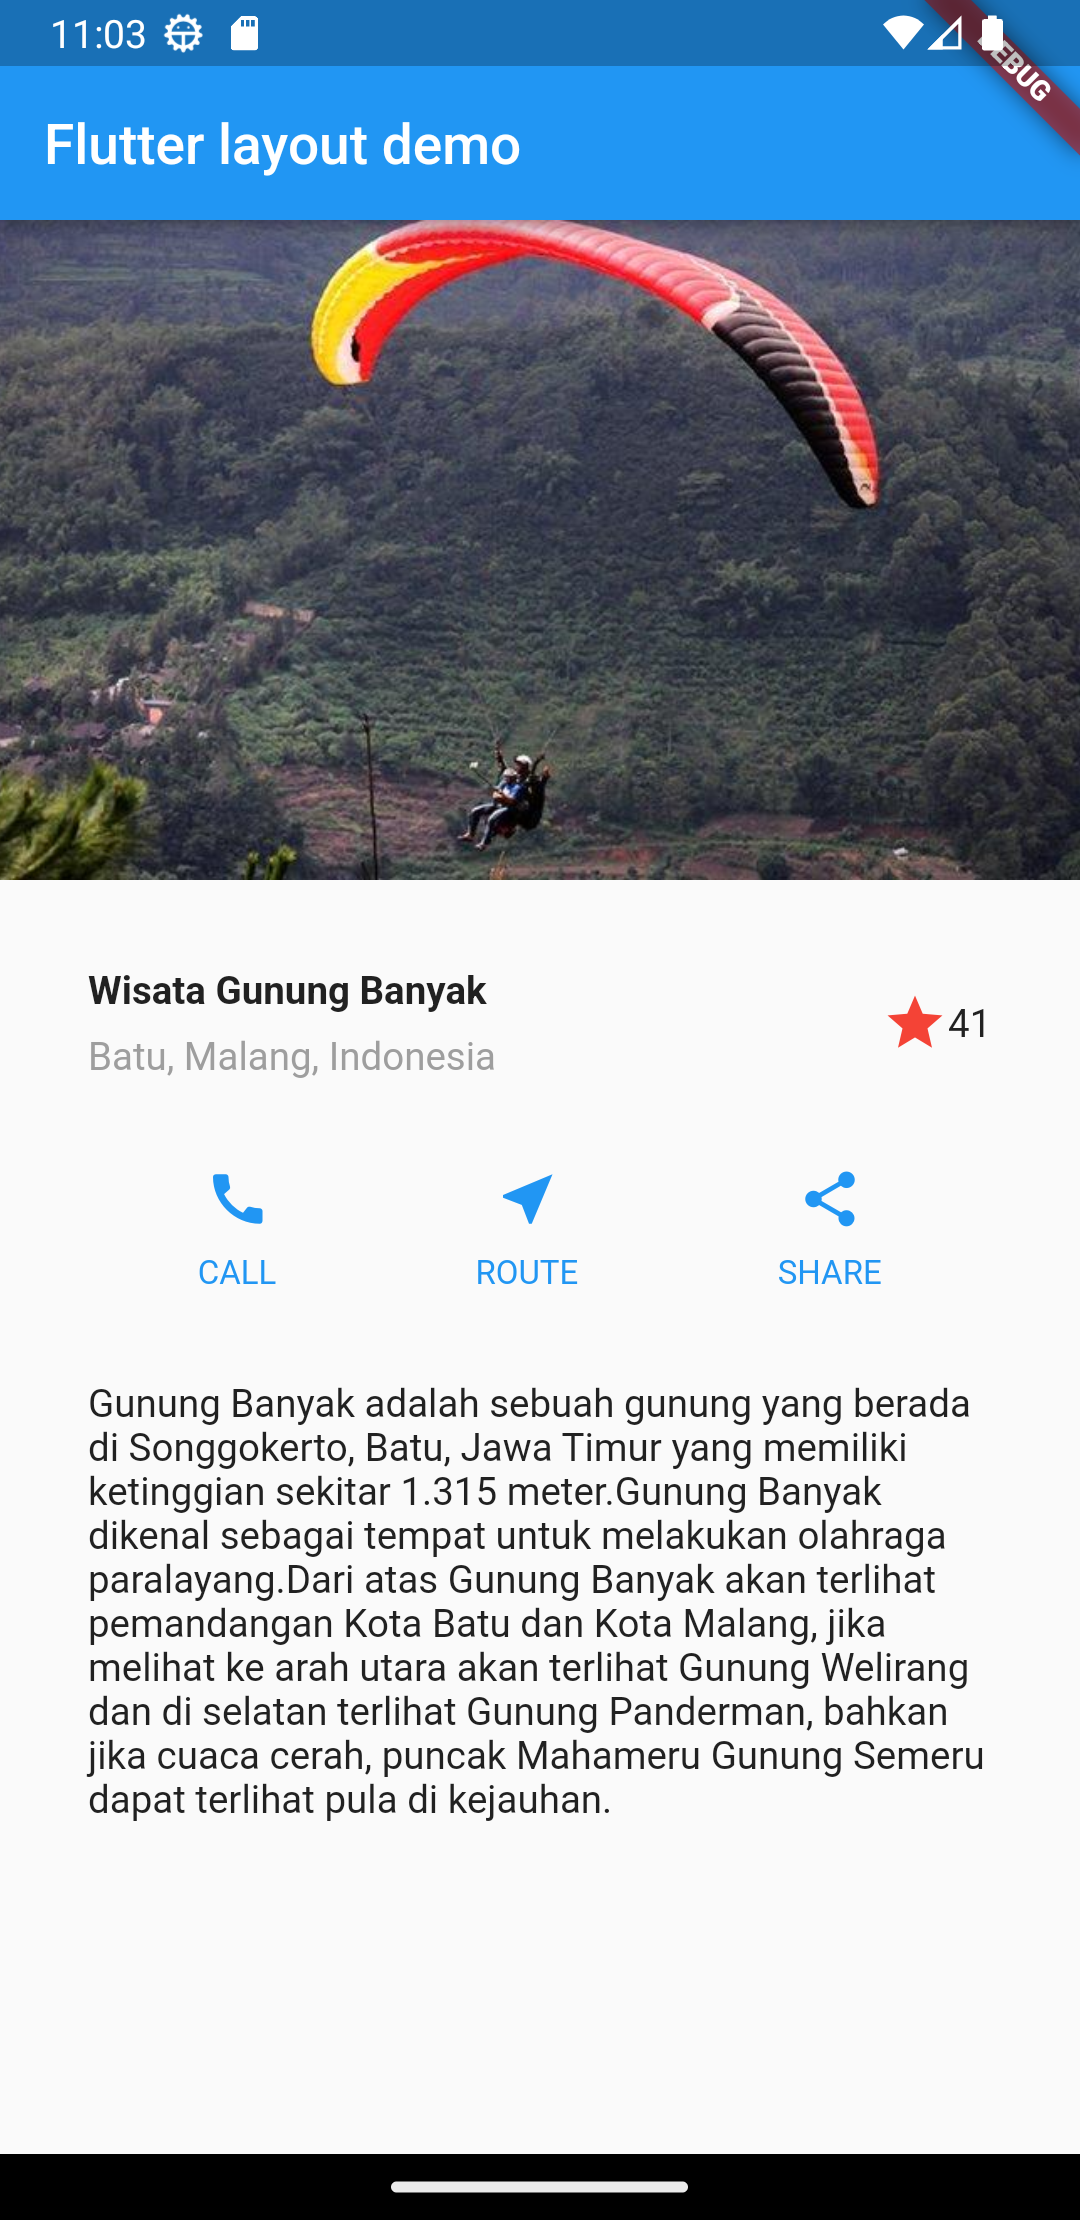 11:03
DEBUG
Flutter layout demo
Wisata Gunung Banyak
41
Batu, Malang, Indonesia
CALL
ROUTE
SHARE
Gunung Banyak adalah sebuah gunung yang berada
di Songgokerto, Batu, Jawa Timur yang memiliki
ketinggian sekitar 1.315 meter.Gunung Banyak
dikenal sebagai tempat untuk melakukan olahraga
paralayang.Dari atas Gunung Banyak akan terlihat
pemandangan Kota Batu dan Kota Malang, jika
melihat ke arah utara akan terlihat Gunung Welirang
dan di selatan terlihat Gunung Panderman, bahkan
jika cuaca cerah, puncak Mahameru Gunung Semeru
dapat terlihat pula di kejauhan.